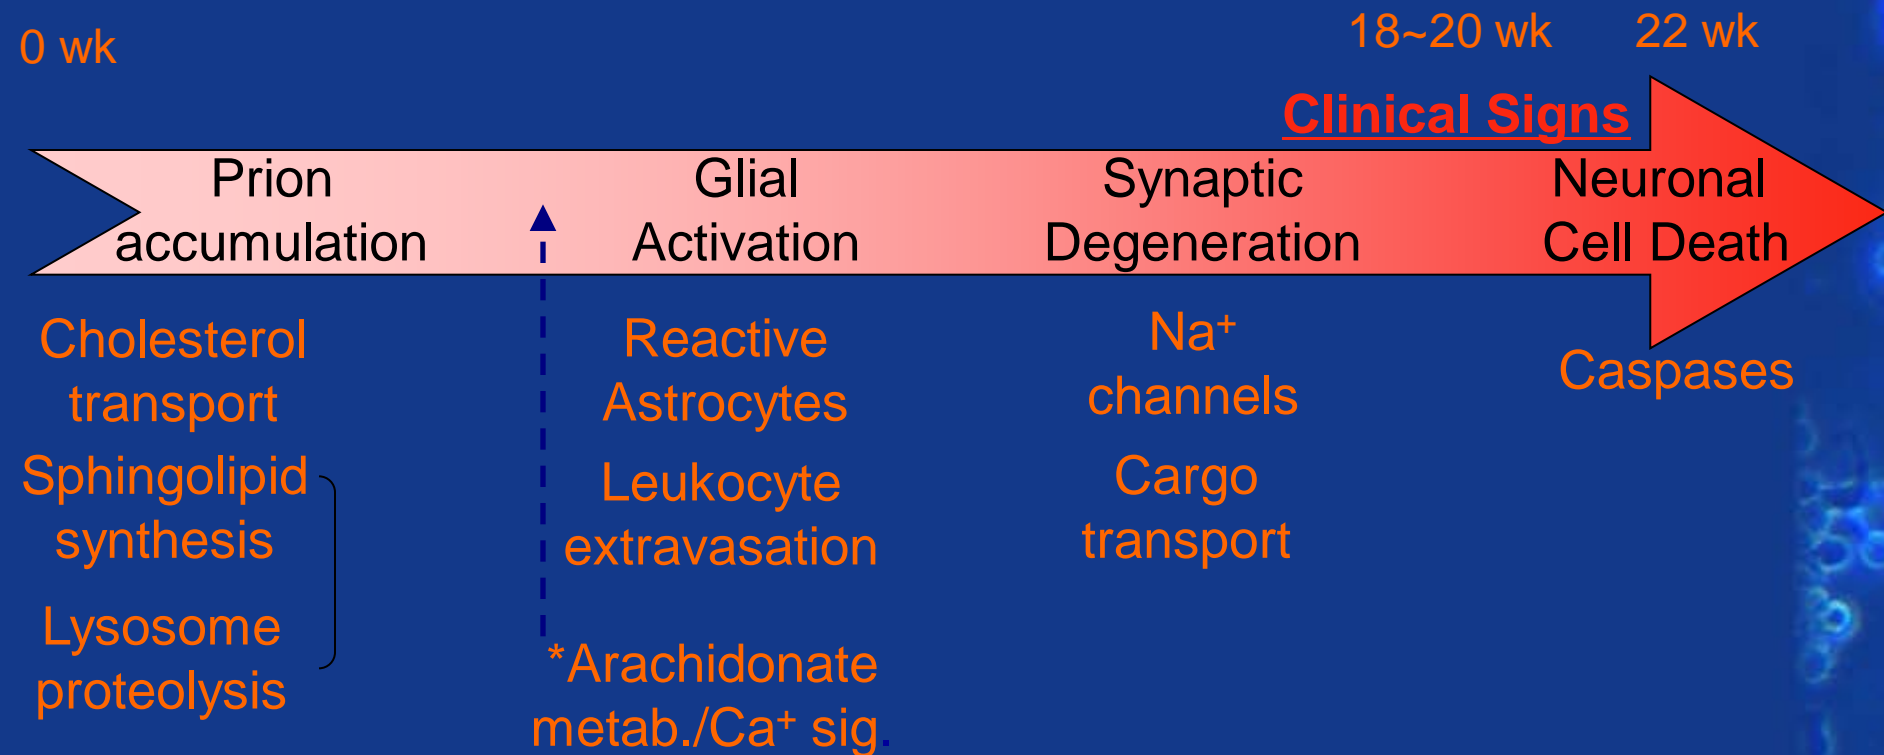 0 wk
18~20 wk
22 wk
Clinical Signs
Prion
accumulation
Glial
Activation
Synaptic
Degeneration
Neuronal
Cell Death
Cholesterol
transport
Sphingolipid
synthesis
Lysosome
proteolysis
Reactive
Astrocytes
Leukocyte
extravasation
*Arachidonate
metab./Ca⁺ sig.
Na⁺
channels
Cargo
transport
Caspases